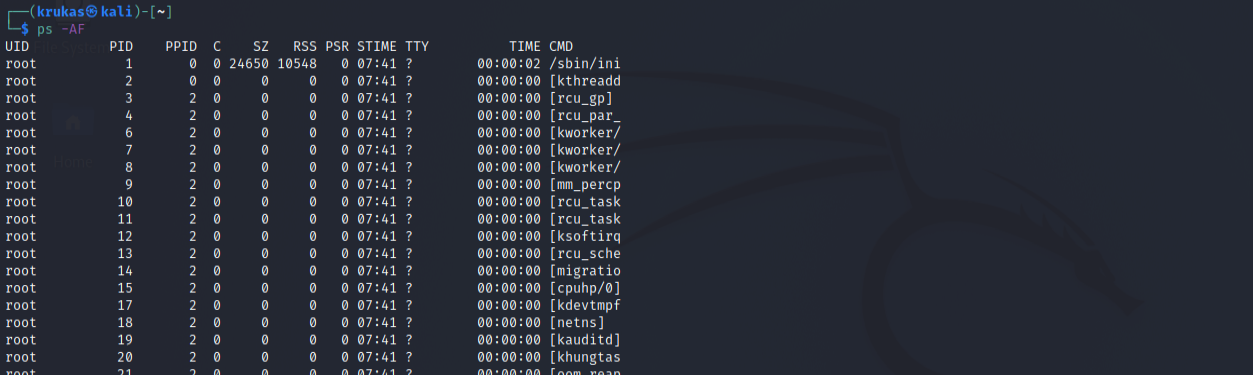 (krukas㉿kali)-[~]
$ ps -AF
UID PID PPID C SZ RSS PSR STIME TTY TIME CMD
root 1 0 0 24650 10548 0 07:41 ? 00:00:02 /sbin/ini
root 2 0 0 0 0 0 07:41 ? 00:00:00 [kthreadd
root 3 2 0 0 0 0 07:41 ? 00:00:00 [rcu_gp]
root 4 2 0 0 0 0 07:41 ? 00:00:00 [rcu_par_
root 6 2 0 0 0 0 07:41 ? 00:00:00 [kworker/
root 7 2 0 0 0 0 07:41 ? 00:00:00 [kworker/
root 8 2 0 0 0 0 07:41 ? 00:00:00 [kworker/
root 9 2 0 0 0 0 07:41 ? 00:00:00 [mm_percp
root 10 2 0 0 0 0 07:41 ? 00:00:00 [rcu_task
root 11 2 0 0 0 0 07:41 ? 00:00:00 [rcu_task
root 12 2 0 0 0 0 07:41 ? 00:00:00 [ksoftirq
root 13 2 0 0 0 0 07:41 ? 00:00:00 [rcu_sche
root 14 2 0 0 0 0 07:41 ? 00:00:00 [migratio
root 15 2 0 0 0 0 07:41 ? 00:00:00 [cpuhp/0]
root 17 2 0 0 0 0 07:41 ? 00:00:00 [kdevtmpf
root 18 2 0 0 0 0 07:41 ? 00:00:00 [netns]
root 19 2 0 0 0 0 07:41 ? 00:00:00 [kauditd]
root 20 2 0 0 0 0 07:41 ? 00:00:00 [khungtas
root 21 2 0 0 0 0 07:41 ? 00:00:00 [oom_reap
Home